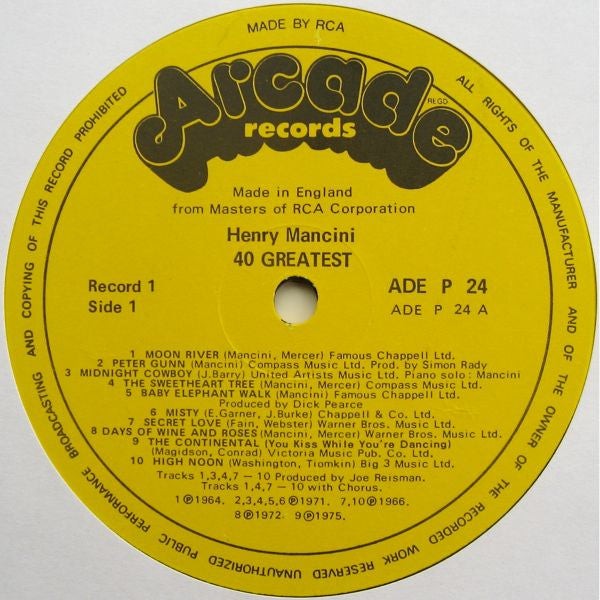 MADE BY RCA
ALL RIGHTS OF THE MANUFACTURER AND OF THE OWNER OF THE RECORDED WORK RESERVED UNAUTHORIZED PUBLIC PERFORMANCE BROADCASTING AND COPYING OF THIS RECORD PROHIBITED
Arcade
REGD
records
Made in England
from Masters of RCA Corporation
Henry Mancini
40 GREATEST
Record 1
Side 1
ADE P 24
ADE P 24 A
1 MOON RIVER (Mancini, Mercer) Famous Chappell Ltd.
2 PETER GUNN (Mancini) Compass Music Ltd. Prod. by Simon Rady
3 MIDNIGHT COWBOY (J.Barry) United Artists Music Ltd. Piano solo: Mancini
4 THE SWEETHEART TREE (Mancini, Mercer) Compass Music Ltd.
5 BABY ELEPHANT WALK (Mancini) Famous Chappell Ltd.
Produced by Dick Pearce
6 MISTY (E.Garner, J.Burke) Chappell & Co. Ltd.
7 SECRET LOVE (Fain, Webster) Warner Bros. Music Ltd.
8 DAYS OF WINE AND ROSES (Mancini, Mercer) Warner Bros. Music Ltd.
9 THE CONTINENTAL (You Kiss While You're Dancing)
(Magidson, Conrad) Victoria Music Pub. Co. Ltd.
10 HIGH NOON (Washington, Tiomkin) Big 3 Music Ltd.
Tracks 1,3,4,7 — 10 Produced by Joe Reisman.
Tracks 1,4,7 — 10 with Chorus.
1 ℗1964. 2,3,4,5,6 ℗1971. 7,10 ℗1966.
8 ℗1972. 9 ℗1975.